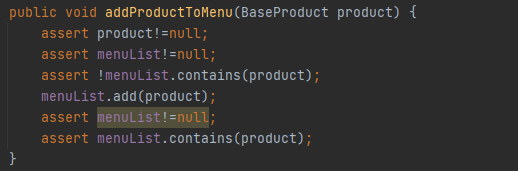 public void addProductToMenu(BaseProduct product) {
    assert product!=null;
    assert menuList!=null;
    assert !menuList.contains(product);
    menuList.add(product);
    assert menuList!=null;
    assert menuList.contains(product);
}